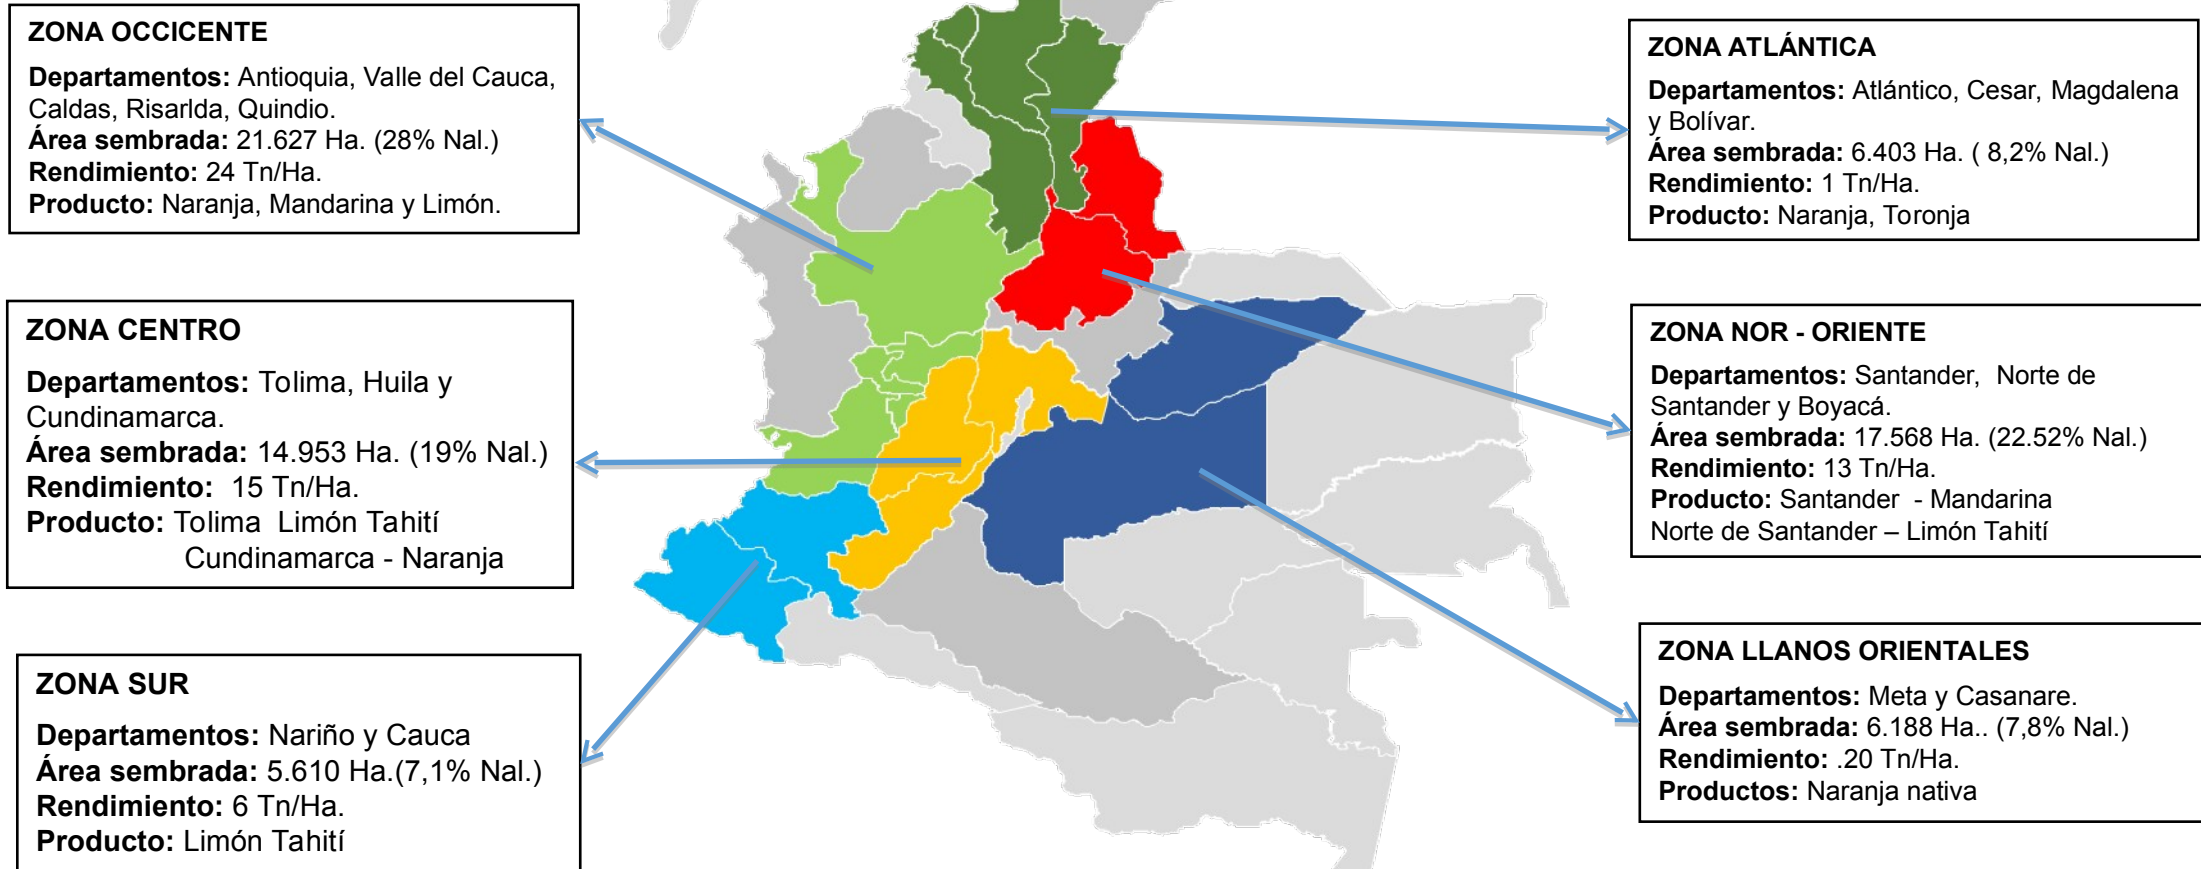 ZONA OCCICENTE
Departamentos: Antioquia, Valle del Cauca,
Caldas, Risarlda, Quindio.
Área sembrada: 21.627 Ha. (28% Nal.)
Rendimiento: 24 Tn/Ha.
Producto: Naranja, Mandarina y Limón.
ZONA CENTRO
Departamentos: Tolima, Huila y
Cundinamarca.
Área sembrada: 14.953 Ha. (19% Nal.)
Rendimiento: 15 Tn/Ha.
Producto: Tolima Limón Tahití
Cundinamarca - Naranja
ZONA SUR
Departamentos: Nariño y Cauca
Área sembrada: 5.610 Ha.(7,1% Nal.)
Rendimiento: 6 Tn/Ha.
Producto: Limón Tahití
ZONA ATLÁNTICA
Departamentos: Atlántico, Cesar, Magdalena
y Bolívar.
Área sembrada: 6.403 Ha. ( 8,2% Nal.)
Rendimiento: 1 Tn/Ha.
Producto: Naranja, Toronja
ZONA NOR - ORIENTE
Departamentos: Santander, Norte de
Santander y Boyacá.
Área sembrada: 17.568 Ha. (22.52% Nal.)
Rendimiento: 13 Tn/Ha.
Producto: Santander - Mandarina
Norte de Santander – Limón Tahití
ZONA LLANOS ORIENTALES
Departamentos: Meta y Casanare.
Área sembrada: 6.188 Ha.. (7,8% Nal.)
Rendimiento: .20 Tn/Ha.
Productos: Naranja nativa